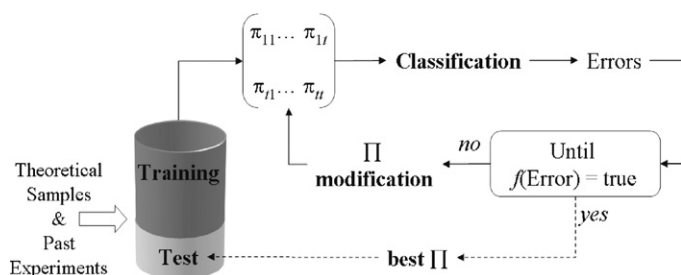 π11... π1t
πt1... πtt
Classification
Errors
Until
f(Error) = true
no
yes
∏
modification
best ∏
Training
Test
Theoretical
Samples
&
Past
Experiments